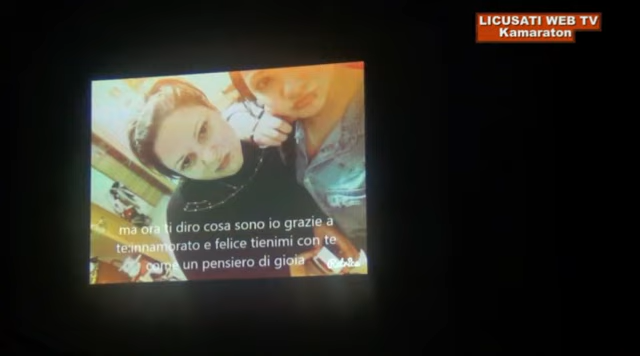 LICUSATI WEB TV
Kamaraton
ma ora ti diro cosa sono io grazie a
te:innamorato e felice tienimi con te
come un pensiero di gioia
Retrica